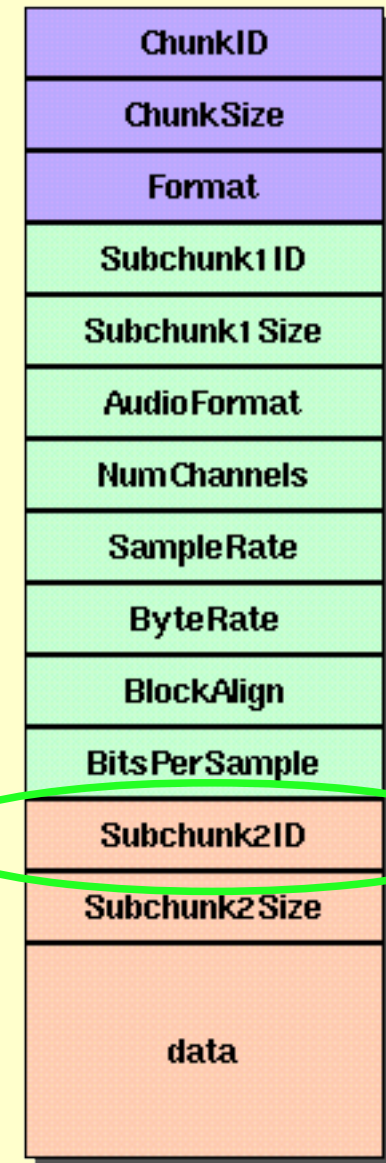 ChunkID
ChunkSize
Format
Subchunk1ID
Subchunk1Size
AudioFormat
NumChannels
SampleRate
ByteRate
BlockAlign
BitsPerSample
Subchunk2ID
Subchunk2Size
data